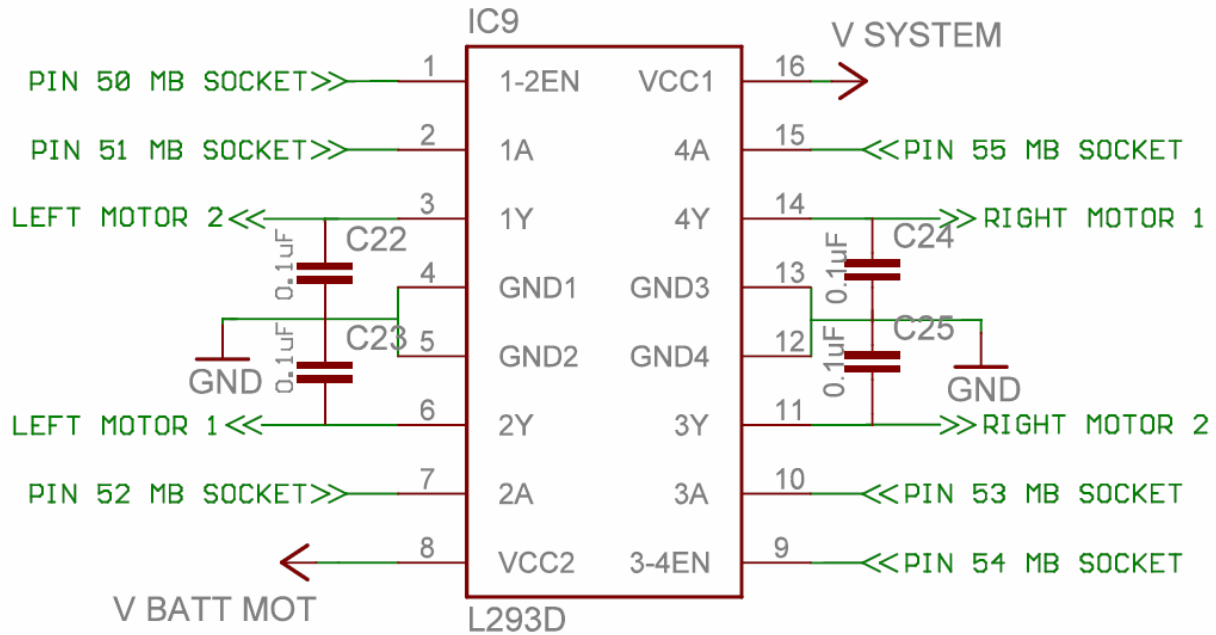 IC9
V SYSTEM
PIN 50 MB SOCKET>> 1 1-2EN VCC1 16
PIN 51 MB SOCKET>> 2 1A 4A 15 <<PIN 55 MB SOCKET
LEFT MOTOR 2<< 3 1Y 4Y 14 >>RIGHT MOTOR 1
0.1uF C22 0.1uF C24
4 GND1 GND3 13
0.1uF C23 0.1uF C25
5 GND2 GND4 12
GND GND
LEFT MOTOR 1<< 6 2Y 3Y 11 >>RIGHT MOTOR 2
PIN 52 MB SOCKET>> 7 2A 3A 10 <<PIN 53 MB SOCKET
8 VCC2 3-4EN 9 <<PIN 54 MB SOCKET
V BATT MOT
L293D